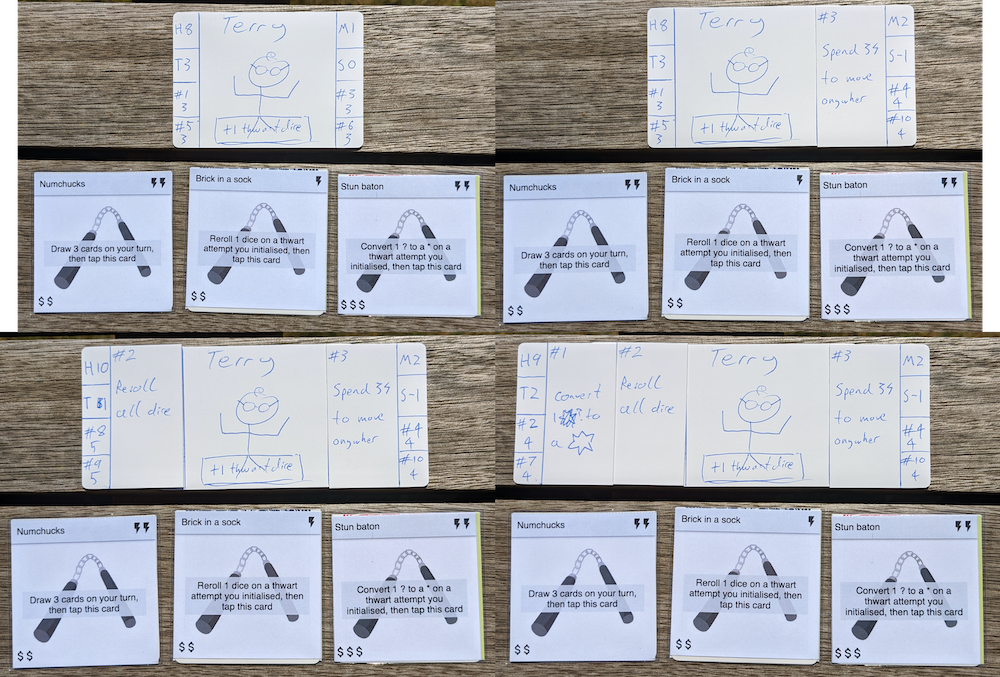 H8
T3
#1
3
#5
3
Terry
+1 thwart dice
M1
S0
#3
3
#6
3
Numchucks
Draw 3 cards on your turn,
then tap this card
$$
Brick in a sock
Reroll 1 dice on a thwart
attempt you initialised, then
tap this card
$$
Stun baton
Convert 1 ? to a * on a
thwart attempt you
initialised, then tap this card
$$$
H8
T3
#1
3
#5
3
Terry
+1 thwart dice
#3
Spend 3$
to move
anywher
M2
S-1
#4
4
#10
4
Numchucks
Draw 3 cards on your turn,
then tap this card
$$
Brick in a sock
Reroll 1 dice on a thwart
attempt you initialised, then
tap this card
$$
Stun baton
Convert 1 ? to a * on a
thwart attempt you
initialised, then tap this card
$$$
H10
T1
#8
5
#9
5
#2
Reroll
all dice
Terry
+1 thwart dice
#3
Spend 3$
to move
anywher
M2
S-1
#4
4
#10
4
Numchucks
Draw 3 cards on your turn,
then tap this card
$$
Brick in a sock
Reroll 1 dice on a thwart
attempt you initialised, then
tap this card
$$
Stun baton
Convert 1 ? to a * on a
thwart attempt you
initialised, then tap this card
$$$
H9
T2
#2
4
#7
4
#1
Convert
1 ? to
a
#2
Reroll
all dice
Terry
+1 thwart dice
#3
Spend 3$
to move
anywher
M2
S-1
#4
4
#10
4
Numchucks
Draw 3 cards on your turn,
then tap this card
$$
Brick in a sock
Reroll 1 dice on a thwart
attempt you initialised, then
tap this card
$$
Stun baton
Convert 1 ? to a * on a
thwart attempt you
initialised, then tap this card
$$$